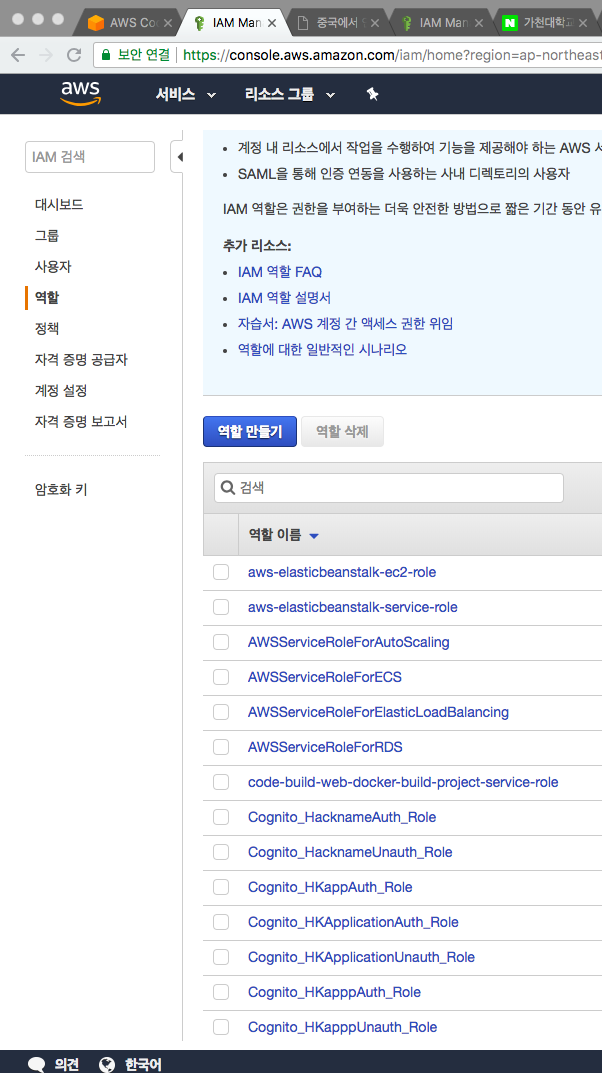 AWS Co
IAM Man
중국에서
IAM Man
N 가천대학교
보안 연결 https://console.aws.amazon.com/iam/home?region=ap-northeast
aws 서비스 리소스 그룹
IAM 검색
대시보드
그룹
사용자
역할
정책
자격 증명 공급자
계정 설정
자격 증명 보고서
암호화 키
• 계정 내 리소스에서 작업을 수행하여 기능을 제공해야 하는 AWS 서
• SAML을 통해 인증 연동을 사용하는 사내 디렉토리의 사용자
IAM 역할은 권한을 부여하는 더욱 안전한 방법으로 짧은 기간 동안 유
추가 리소스:
• IAM 역할 FAQ
• IAM 역할 설명서
• 자습서: AWS 계정 간 액세스 권한 위임
• 역할에 대한 일반적인 시나리오
역할 만들기 역할 삭제
검색
역할 이름
aws-elasticbeanstalk-ec2-role
aws-elasticbeanstalk-service-role
AWSServiceRoleForAutoScaling
AWSServiceRoleForECS
AWSServiceRoleForElasticLoadBalancing
AWSServiceRoleForRDS
code-build-web-docker-build-project-service-role
Cognito_HacknameAuth_Role
Cognito_HacknameUnauth_Role
Cognito_HKappAuth_Role
Cognito_HKApplicationAuth_Role
Cognito_HKApplicationUnauth_Role
Cognito_HKapppAuth_Role
Cognito_HKapppUnauth_Role
의견 한국어